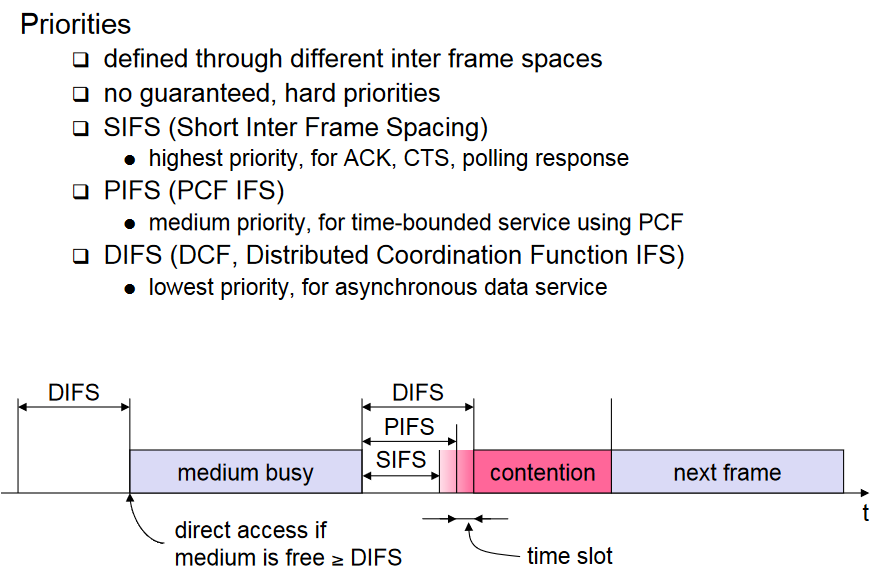 Priorities
❑ defined through different inter frame spaces
❑ no guaranteed, hard priorities
❑ SIFS (Short Inter Frame Spacing)
● highest priority, for ACK, CTS, polling response
❑ PIFS (PCF IFS)
● medium priority, for time-bounded service using PCF
❑ DIFS (DCF, Distributed Coordination Function IFS)
● lowest priority, for asynchronous data service
DIFS
DIFS
PIFS
SIFS
medium busy
contention
next frame
t
direct access if
medium is free ≥ DIFS
time slot